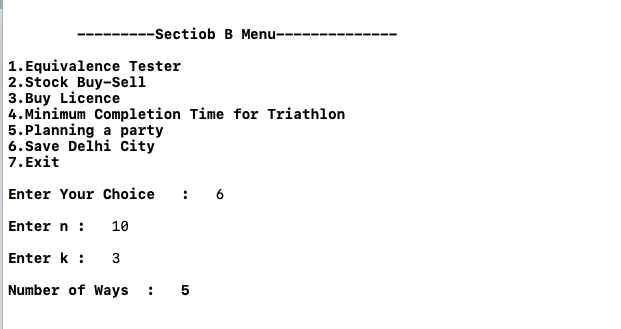 ---------Sectiob B Menu--------------
1.Equivalence Tester
2.Stock Buy-Sell
3.Buy Licence
4.Minimum Completion Time for Triathlon
5.Planning a party
6.Save Delhi City
7.Exit
Enter Your Choice   :   6
Enter n :   10
Enter k :   3
Number of Ways  :   5